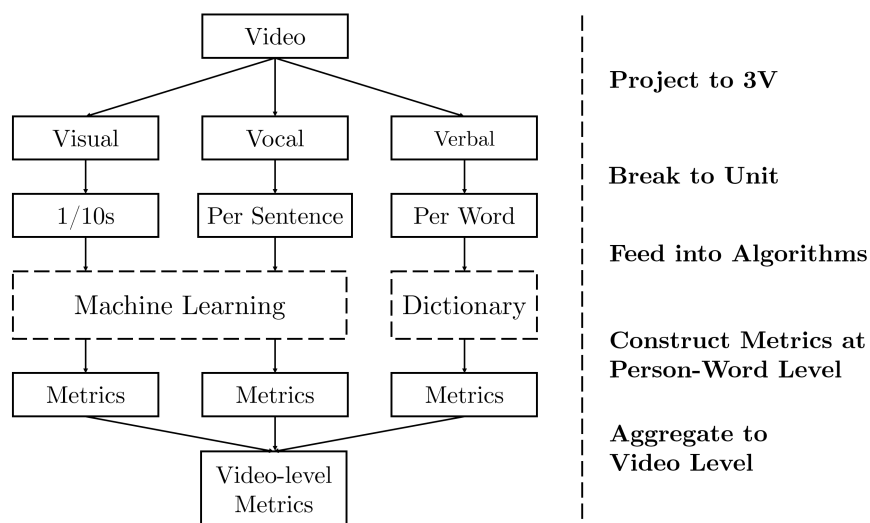 Video
Project to 3V
Visual
Vocal
Verbal
Break to Unit
1/10s
Per Sentence
Per Word
Feed into Algorithms
Machine Learning
Dictionary
Construct Metrics at
Person-Word Level
Metrics
Metrics
Metrics
Aggregate to
Video Level
Video-level
Metrics